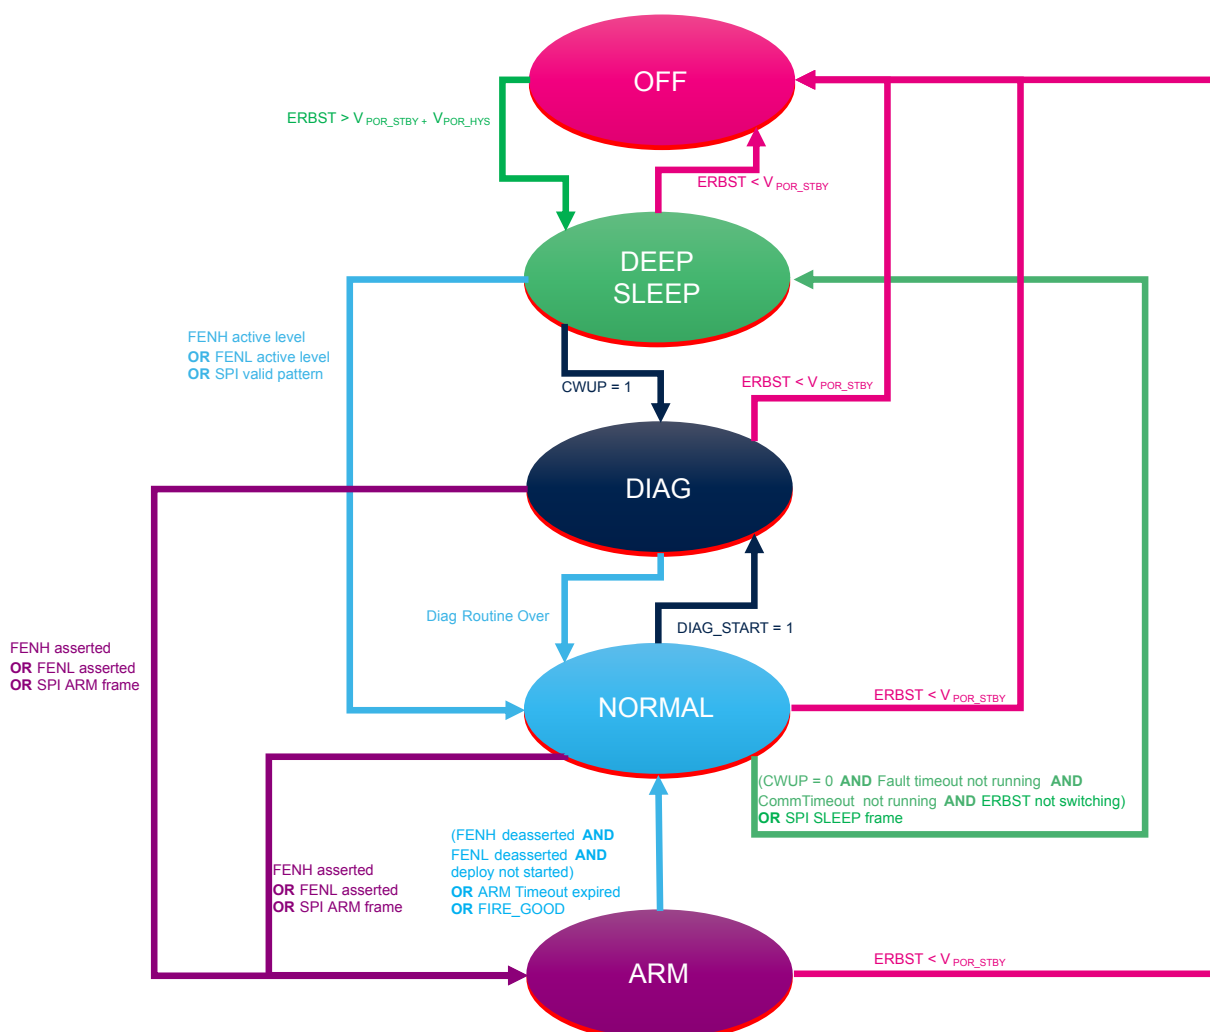 OFF
ERBST > V POR_STBY + VPOR_HYS
ERBST < V POR_STBY
DEEP
SLEEP
FENH active level
OR FENL active level
OR SPI valid pattern
CWUP = 1
ERBST < V POR_STBY
DIAG
Diag Routine Over
DIAG_START = 1
FENH asserted
OR FENL asserted
OR SPI ARM frame
NORMAL
ERBST < V POR_STBY
(CWUP = 0 AND Fault timeout not running AND
CommTimeout not running AND ERBST not switching)
OR SPI SLEEP frame
(FENH deasserted AND
FENL deasserted AND
deploy not started)
OR ARM Timeout expired
OR FIRE_GOOD
FENH asserted
OR FENL asserted
OR SPI ARM frame
ARM
ERBST < V POR_STBY